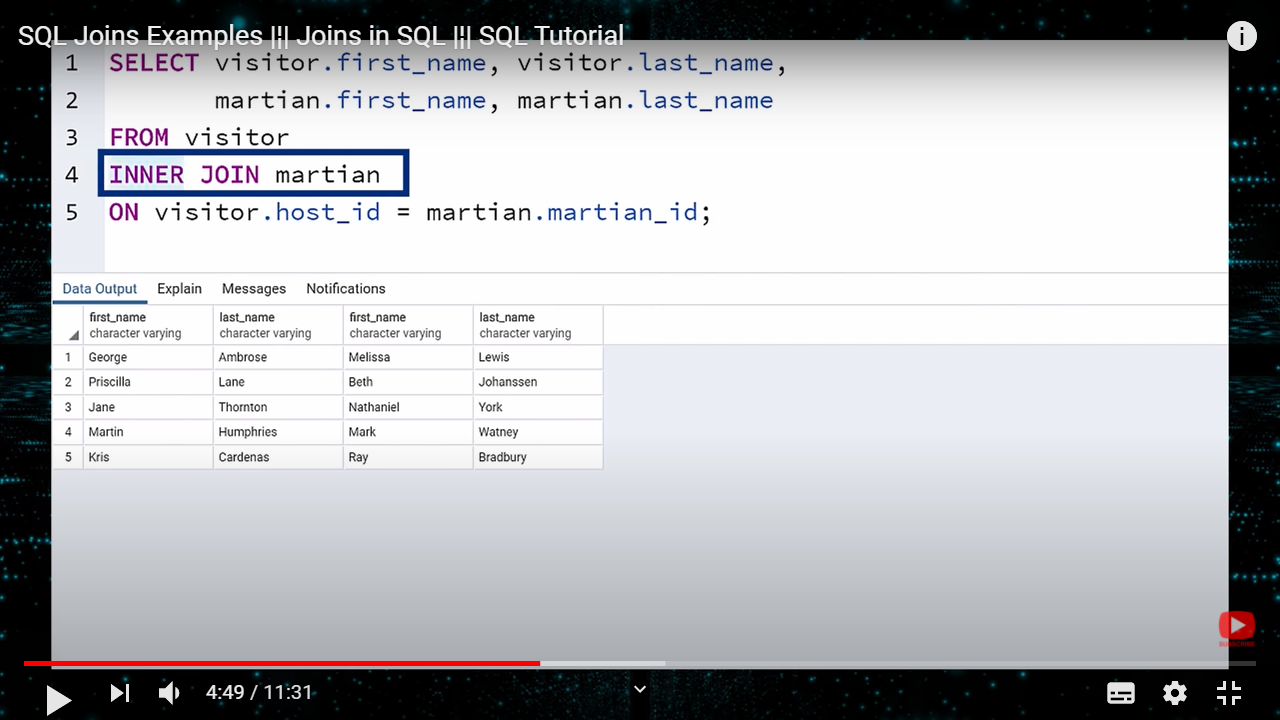 SQL Joins Examples ||| Joins in SQL ||| SQL Tutorial
1 SELECT visitor.first_name, visitor.last_name,
2 martian.first_name, martian.last_name
3 FROM visitor
4 INNER JOIN martian
5 ON visitor.host_id = martian.martian_id;
Data Output Explain Messages Notifications
first_name last_name first_name last_name
character varying character varying character varying character varying
1 George Ambrose Melissa Lewis
2 Priscilla Lane Beth Johanssen
3 Jane Thornton Nathaniel York
4 Martin Humphries Mark Watney
5 Kris Cardenas Ray Bradbury
SUBSCRIBE
4:49 / 11:31